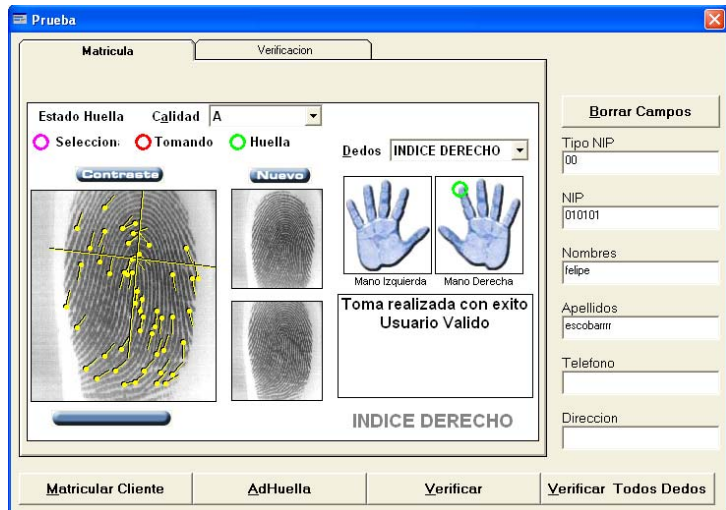 Prueba
Matricula
Verificacion
Estado Huella
Calidad
A
Seleccion:
Tomando
Huella
Dedos
INDICE DERECHO
Contraste
Nuevo
Mano Izquierda
Mano Derecha
Toma realizada con exito
Usuario Valido
INDICE DERECHO
Borrar Campos
Tipo NIP
00
NIP
010101
Nombres
felipe
Apellidos
escobarrrr
Telefono
Direccion
Matricular Cliente
AdHuella
Verificar
Verificar Todos Dedos